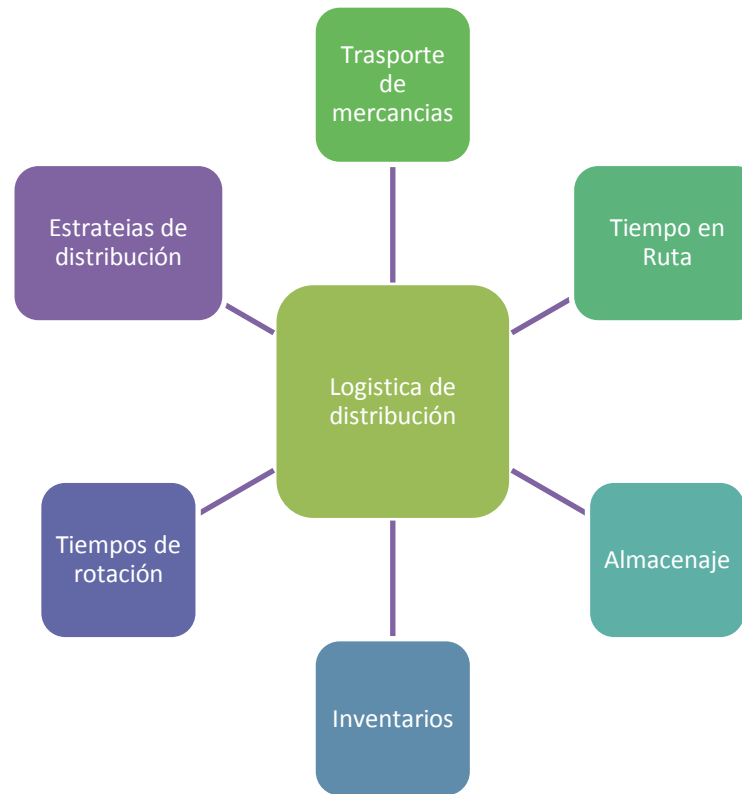 Trasporte
de
mercancias
Tiempo en
Ruta
Almacenaje
Inventarios
Tiempos de
rotación
Estrateias de
distribución
Logistica de
distribución